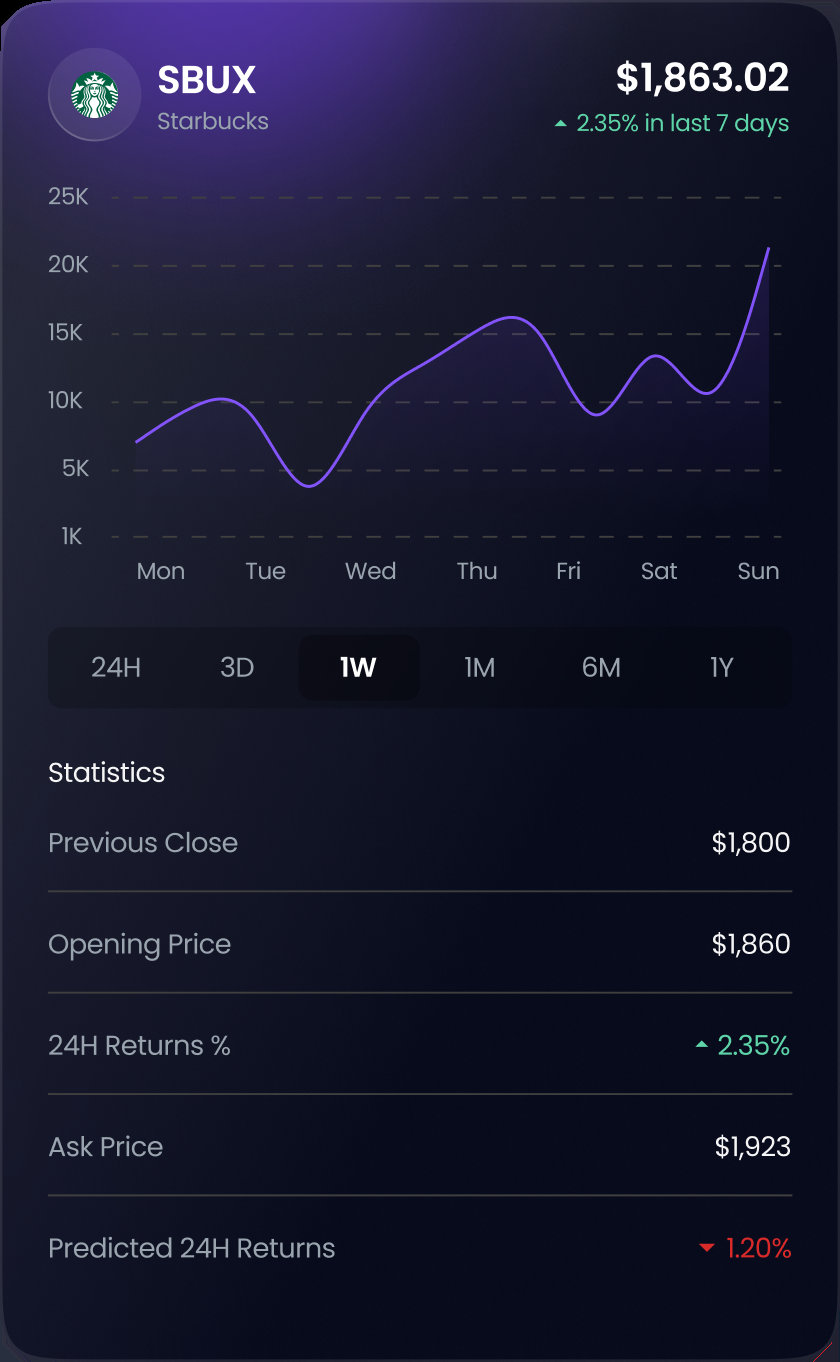 SBUX
Starbucks
$1,863.02
2.35% in last 7 days
25K
20K
15K
10K
5K
1K
Mon Tue Wed Thu Fri Sat Sun
24H 3D 1W 1M 6M 1Y
Statistics
Previous Close $1,800
Opening Price $1,860
24H Returns % 2.35%
Ask Price $1,923
Predicted 24H Returns 1.20%